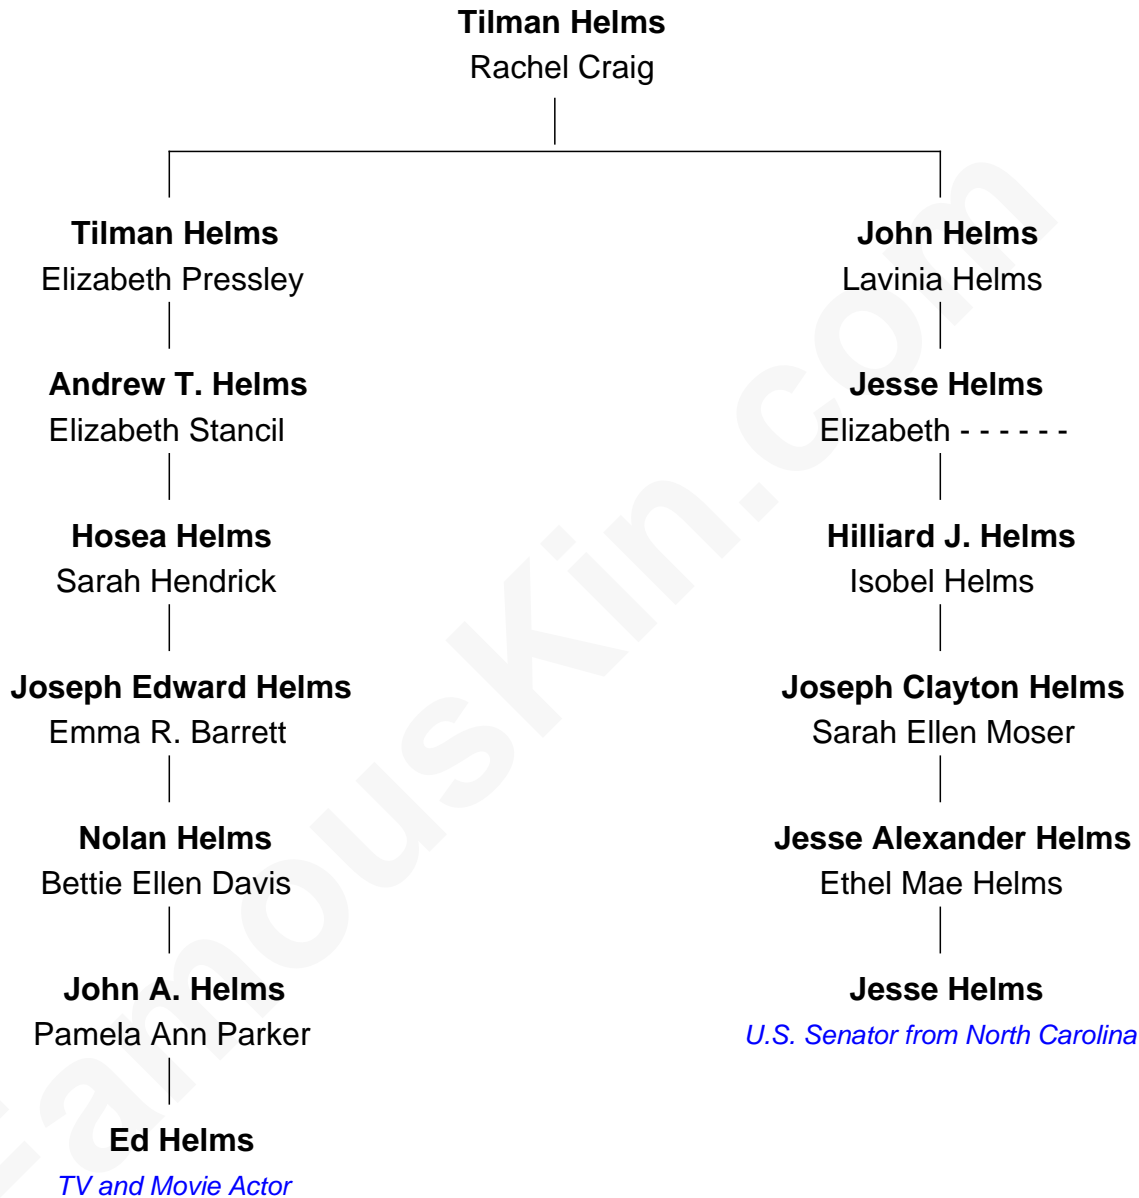 Tilman Helms
Rachel Craig
Tilman Helms
Elizabeth Pressley
Andrew T. Helms
Elizabeth Stancil
Hosea Helms
Sarah Hendrick
Joseph Edward Helms
Emma R. Barrett
Nolan Helms
Bettie Ellen Davis
John A. Helms
Pamela Ann Parker
Ed Helms
TV and Movie Actor
John Helms
Lavinia Helms
Jesse Helms
Elizabeth - - - - - -
Hilliard J. Helms
Isobel Helms
Joseph Clayton Helms
Sarah Ellen Moser
Jesse Alexander Helms
Ethel Mae Helms
Jesse Helms
U.S. Senator from North Carolina
FamousKin.com